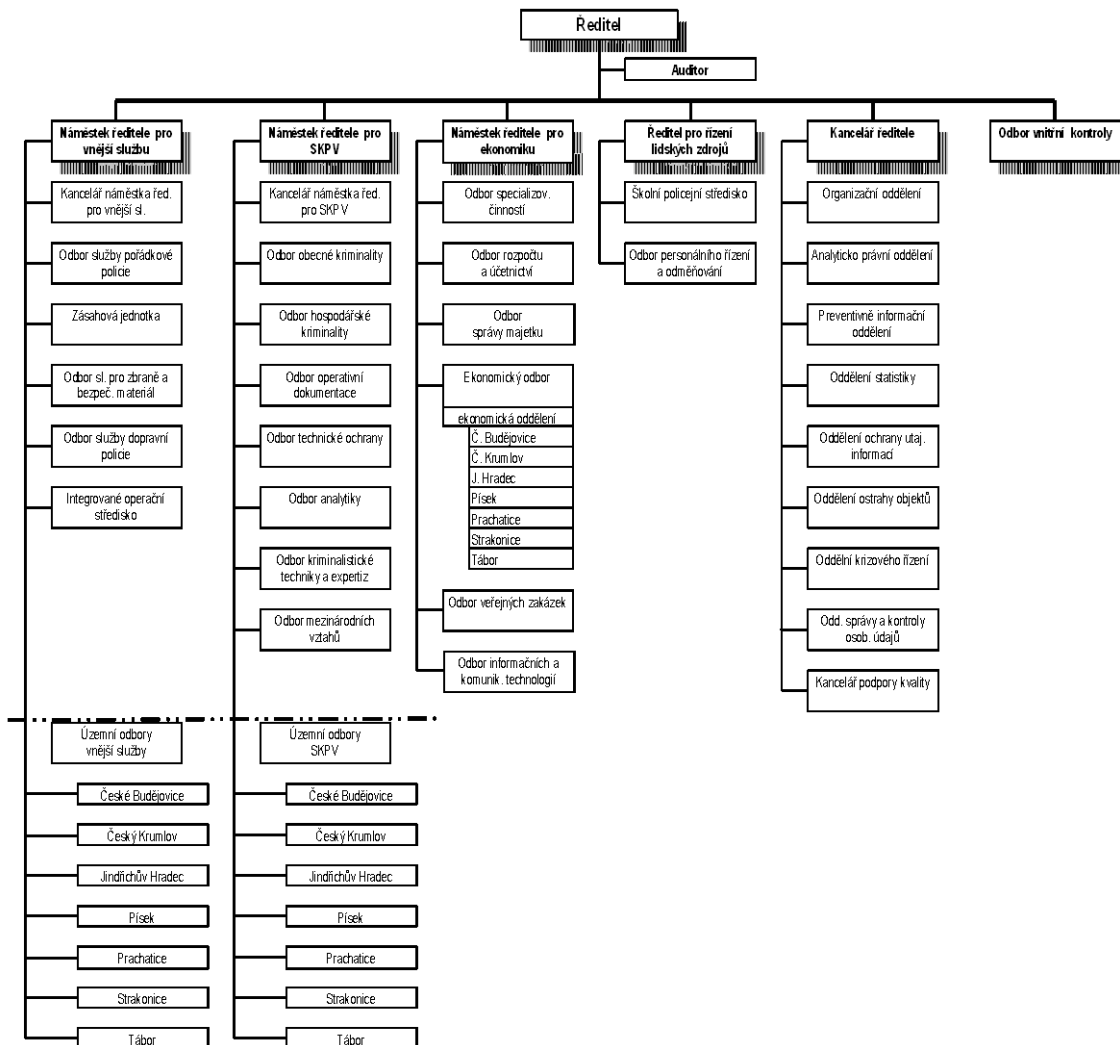 Ředitel
Auditor
Náměstek ředitele pro
vnější službu
Kancelář náměstka řed.
pro vnější sl.
Odbor služby pořádkové
policie
Zásahová jednotka
Odbor sl. pro zbraně a
bezpeč. materiál
Odbor služby dopravní
policie
Integrované operační
středisko
Územní odbory
vnější služby
České Budějovice
Český Krumlov
Jindřichův Hradec
Písek
Prachatice
Strakonice
Tábor
Náměstek ředitele pro
SKPV
Kancelář náměstka řed.
pro SKPV
Odbor obecné kriminality
Odbor hospodářské
kriminality
Odbor operativní
dokumentace
Odbor technické ochrany
Odbor analytiky
Odbor kriminalistické
techniky a expertiz
Odbor mezinárodních
vztahů
Územní odbory
SKPV
České Budějovice
Český Krumlov
Jindřichův Hradec
Písek
Prachatice
Strakonice
Tábor
Náměstek ředitele pro
ekonomiku
Odbor specializov.
činností
Odbor rozpočtu
a účetnictví
Odbor
správy majetku
Ekonomický odbor
ekonomická oddělení
Č. Budějovice
Č. Krumlov
J. Hradec
Písek
Prachatice
Strakonice
Tábor
Odbor veřejných zakázek
Odbor informačních a
komunik. technologií
Ředitel pro řízení
lidských zdrojů
Školní policejní středisko
Odbor personálního řízení
a odměňování
Kancelář ředitele
Organizační oddělení
Analyticko právní oddělení
Preventivně informační
oddělení
Oddělení statistiky
Oddělení ochrany utaj.
informací
Oddělení ostrahy objektů
Oddělní krizového řízení
Odd. správy a kontroly
osob. údajů
Kancelář podpory kvality
Odbor vnitřní kontroly